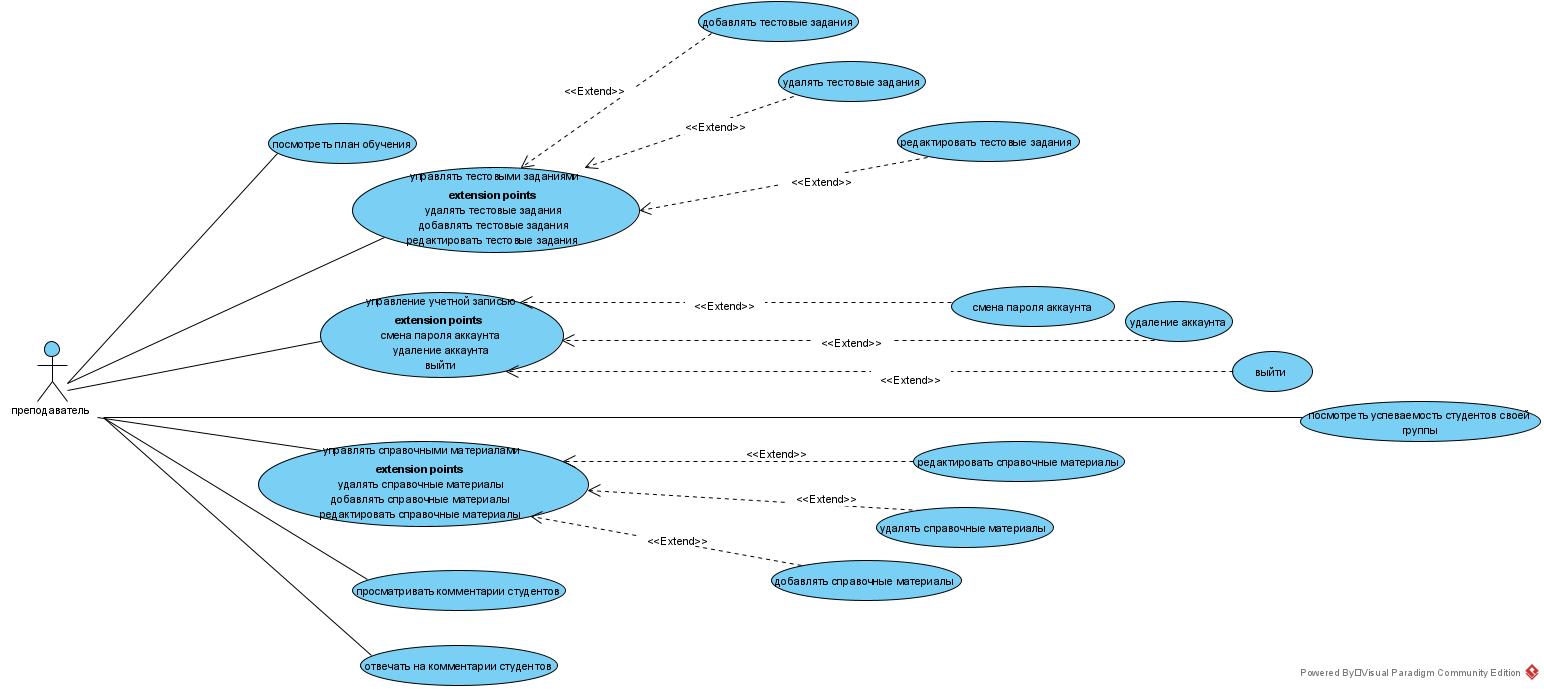 добавлять тестовые задания
<<Extend>>
удалять тестовые задания
<<Extend>>
посмотреть план обучения
редактировать тестовые задания
<<Extend>>
управлять тестовыми заданиями
extension points
удалять тестовые задания
добавлять тестовые задания
редактировать тестовые задания
управление учетной записью
extension points
смена пароля аккаунта
удаление аккаунта
выйти
<<Extend>>
смена пароля аккаунта
<<Extend>>
удаление аккаунта
<<Extend>>
выйти
преподаватель
посмотреть успеваемость студентов своей
группы
управлять справочными материалами
extension points
удалять справочные материалы
добавлять справочные материалы
редактировать справочные материалы
<<Extend>>
редактировать справочные материалы
<<Extend>>
удалять справочные материалы
<<Extend>>
добавлять справочные материалы
просматривать комментарии студентов
отвечать на комментарии студентов
Powered By□Visual Paradigm Community Edition